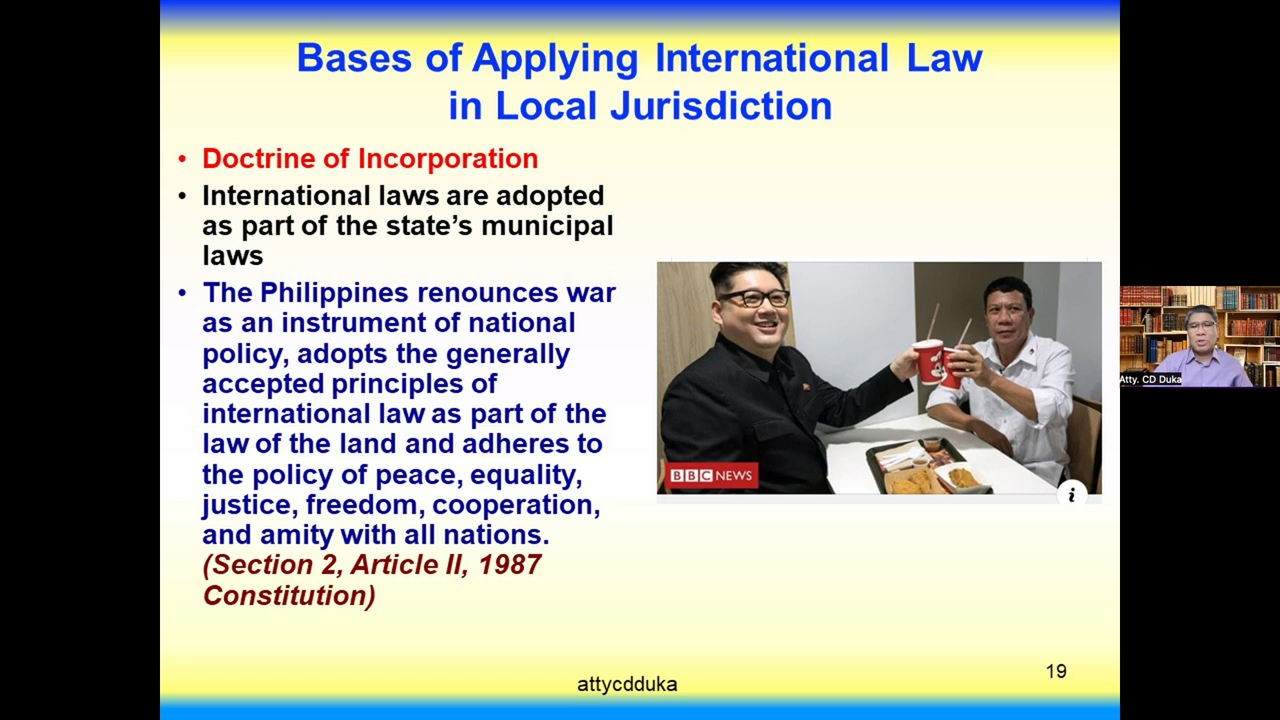 Bases of Applying International Law
in Local Jurisdiction
• Doctrine of Incorporation
• International laws are adopted
as part of the state’s municipal
laws
• The Philippines renounces war
as an instrument of national
policy, adopts the generally
accepted principles of
international law as part of the
law of the land and adheres to
the policy of peace, equality,
justice, freedom, cooperation,
and amity with all nations.
(Section 2, Article II, 1987
Constitution)
BBC NEWS
i
Atty. CD Duka
19
attycdduka